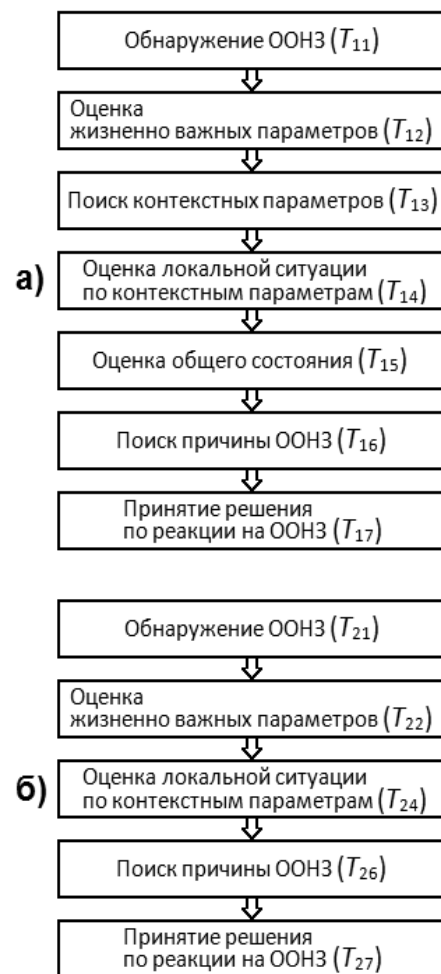 Обнаружение ООНЗ (T11)
Оценка
жизненно важных параметров (T12)
Поиск контекстных параметров (T13)
а)
Оценка локальной ситуации
по контекстным параметрам (T14)
Оценка общего состояния (T15)
Поиск причины ООНЗ (T16)
Принятие решения
по реакции на ООНЗ (T17)
Обнаружение ООНЗ (T21)
Оценка
жизненно важных параметров (T22)
б)
Оценка локальной ситуации
по контекстным параметрам (T24)
Поиск причины ООНЗ (T26)
Принятие решения
по реакции на ООНЗ (T27)